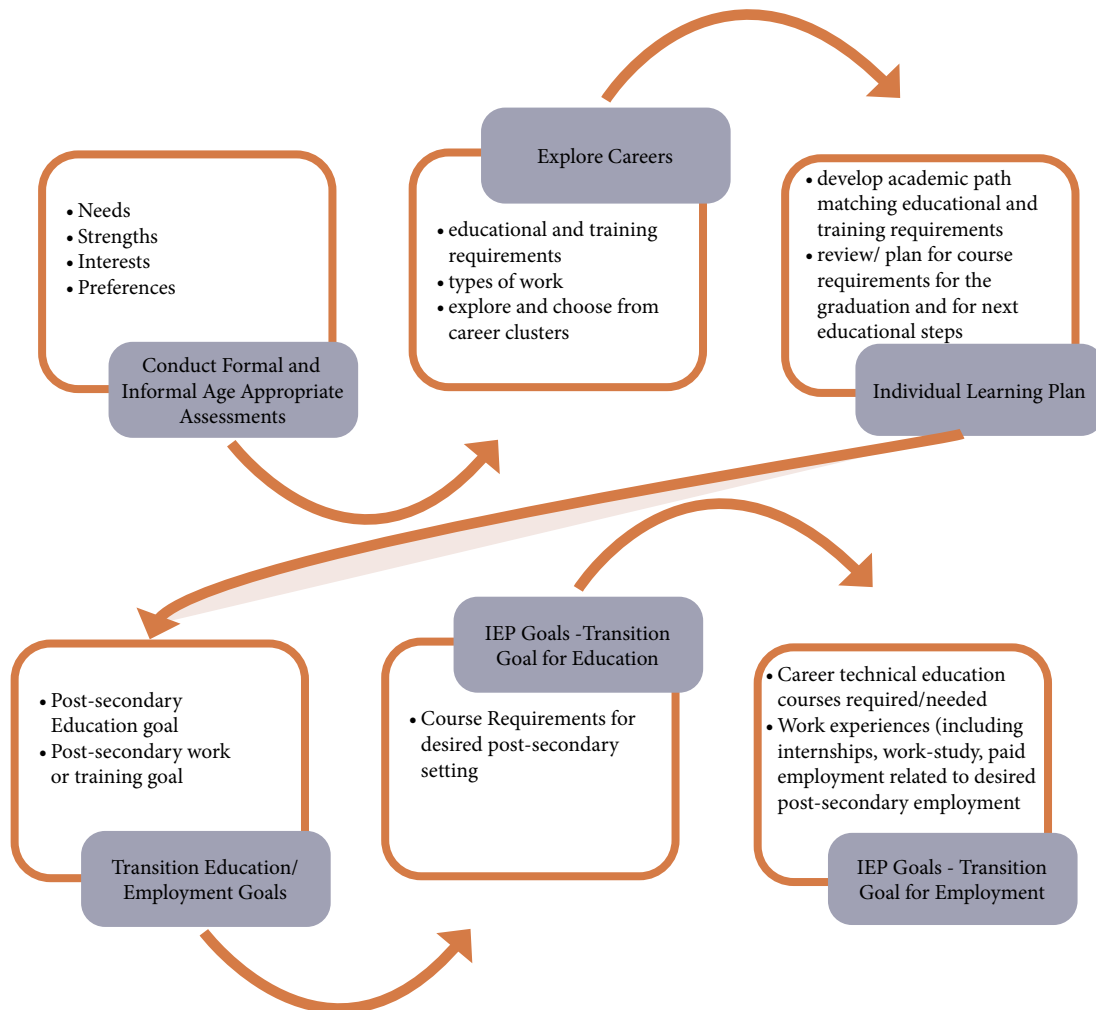 • Needs
• Strengths
• Interests
• Preferences
Conduct Formal and
Informal Age Appropriate
Assessments
Explore Careers
• educational and training
requirements
• types of work
• explore and choose from
career clusters
• develop academic path
matching educational and
training requirements
• review/ plan for course
requirements for the
graduation and for next
educational steps
Individual Learning Plan
• Post-secondary
Education goal
• Post-secondary work
or training goal
Transition Education/
Employment Goals
IEP Goals -Transition
Goal for Education
• Course Requirements for
desired post-secondary
setting
• Career technical education
courses required/needed
• Work experiences (including
internships, work-study, paid
employment related to desired
post-secondary employment
IEP Goals - Transition
Goal for Employment